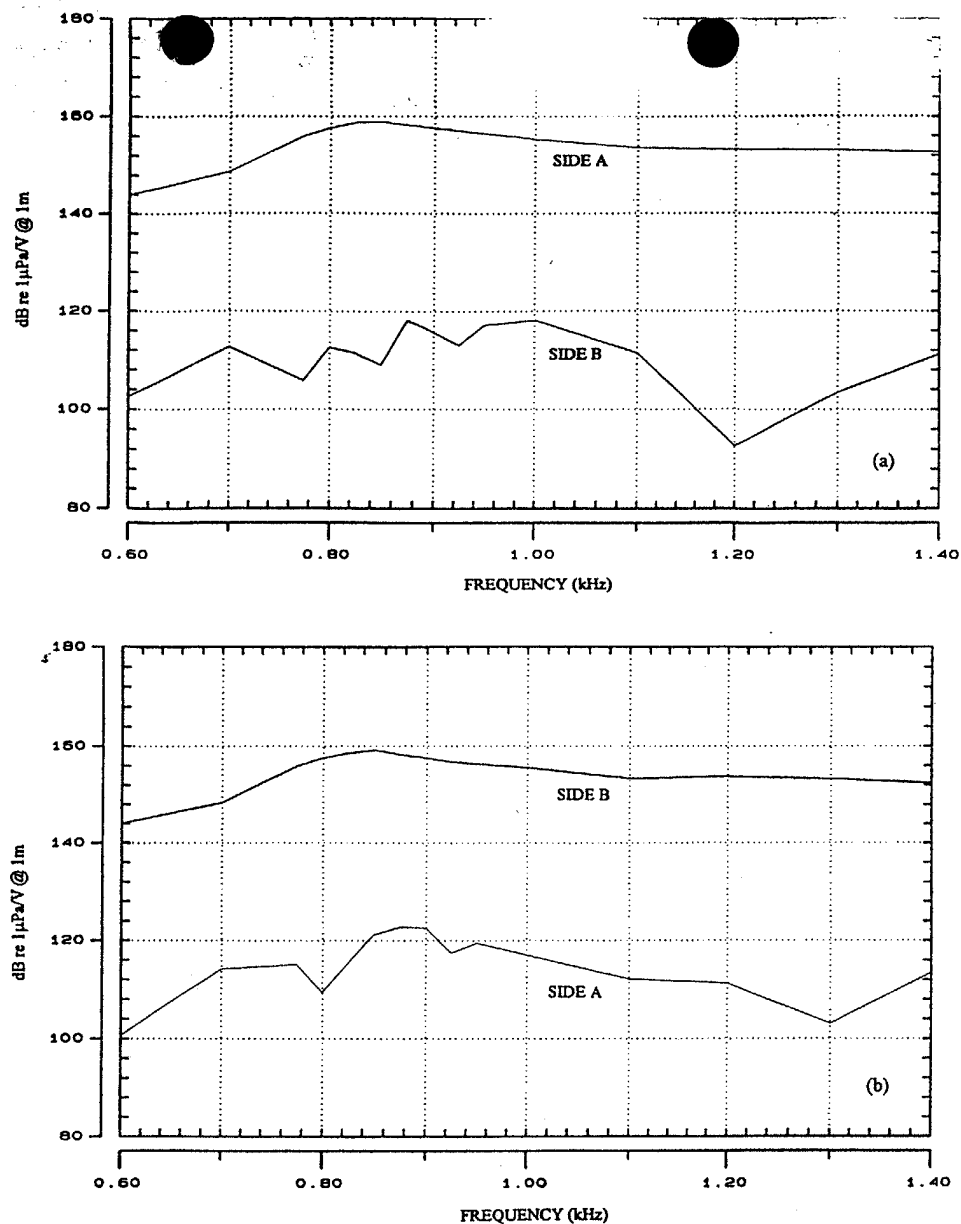 180
160
140
120
100
80
dB re 1µPa/V @ 1m
SIDE A
SIDE B
(a)
0.60 0.80 1.00 1.20 1.40
FREQUENCY (kHz)
180
160
140
120
100
80
dB re 1µPa/V @ 1m
SIDE B
SIDE A
(b)
0.60 0.80 1.00 1.20 1.40
FREQUENCY (kHz)